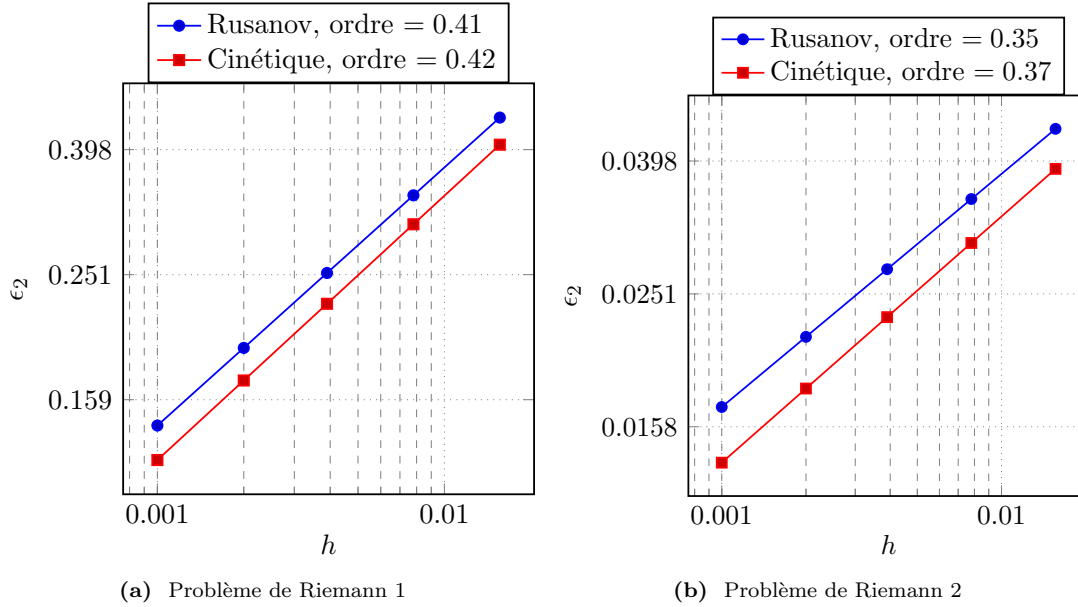 Rusanov, ordre = 0.41
Cinétique, ordre = 0.42
0.398
0.251
0.159
ϵ2
0.001
0.01
h
(a) Problème de Riemann 1
Rusanov, ordre = 0.35
Cinétique, ordre = 0.37
0.0398
0.0251
0.0158
ϵ2
0.001
0.01
h
(b) Problème de Riemann 2